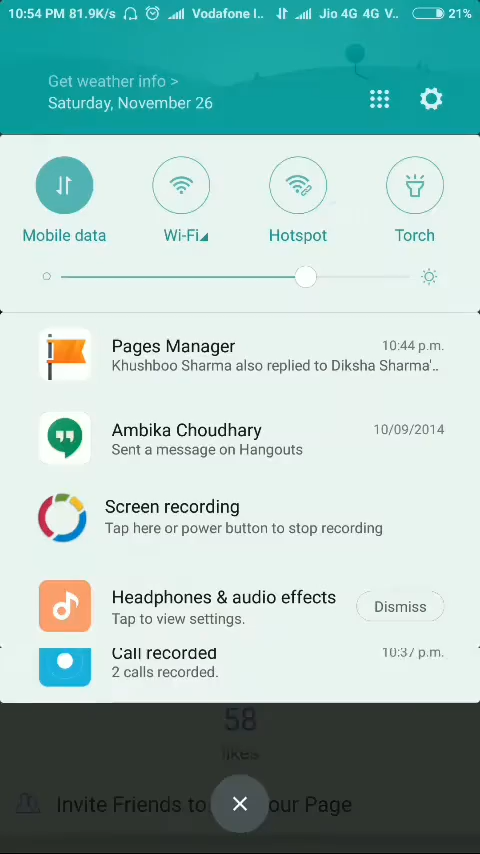 10:54 PM 81.9K/s Vodafone I.. Jio 4G 4G V.. 21%
Get weather info >
Saturday, November 26
Mobile data Wi-Fi Hotspot Torch
Pages Manager 10:44 p.m.
Khushboo Sharma also replied to Diksha Sharma'..
Ambika Choudhary 10/09/2014
Sent a message on Hangouts
Screen recording
Tap here or power button to stop recording
Headphones & audio effects
Tap to view settings.
Dismiss
Call recorded 10:37 p.m.
2 calls recorded.
58
likes
Invite Friends to our Page